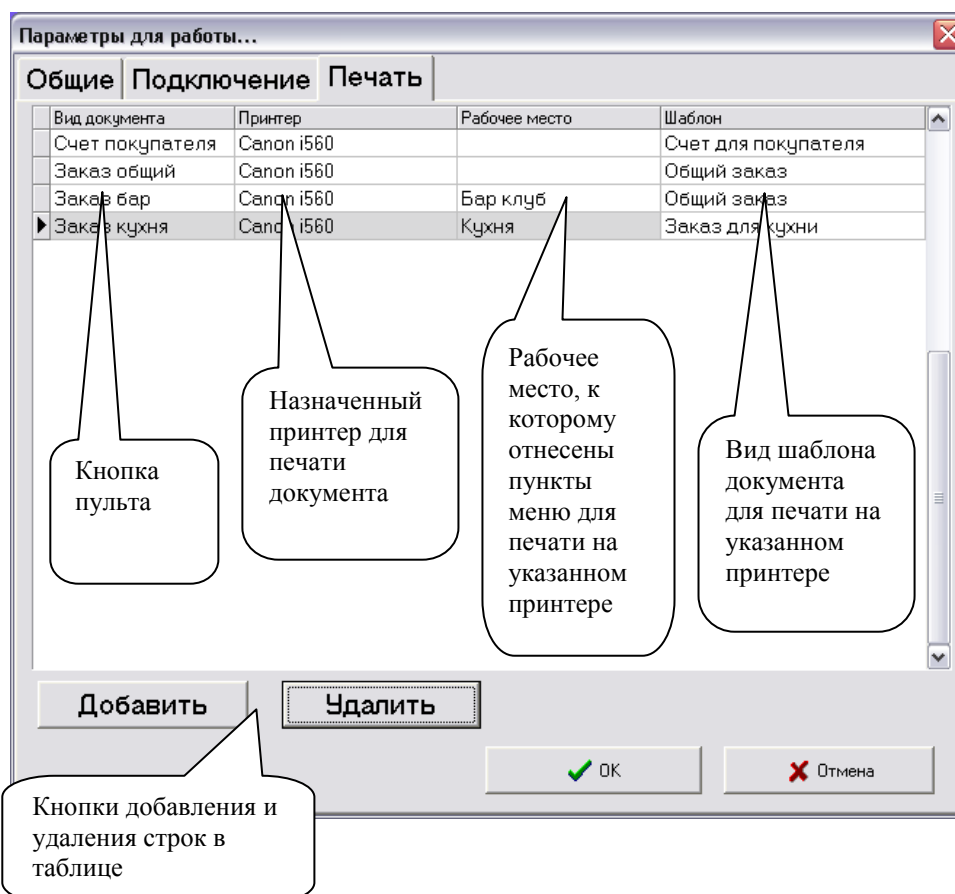 Параметры для работы...
Общие Подключение Печать
Вид документа Принтер Рабочее место Шаблон
Счет покупателя Canon i560 Счет для покупателя
Заказ общий Canon i560 Общий заказ
Заказ бар Canon i560 Бар клуб Общий заказ
Заказ кухня Canon i560 Кухня Заказ для кухни
Кнопка
пульта
Назначенный
принтер для
печати
документа
Рабочее
место, к
которому
отнесены
пункты
меню для
печати на
указанном
принтере
Вид шаблона
документа
для печати на
указанном
принтере
Добавить Удалить
OK Отмена
Кнопки добавления и
удаления строк в
таблице